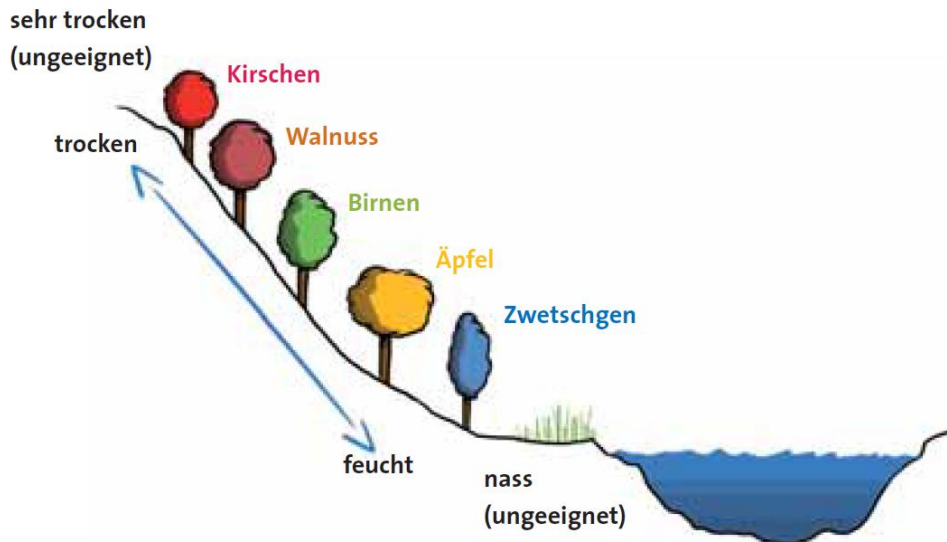 sehr trocken
(ungeeignet)
Kirschen
trocken
Walnuss
Birnen
Äpfel
Zwetschgen
feucht
nass
(ungeeignet)